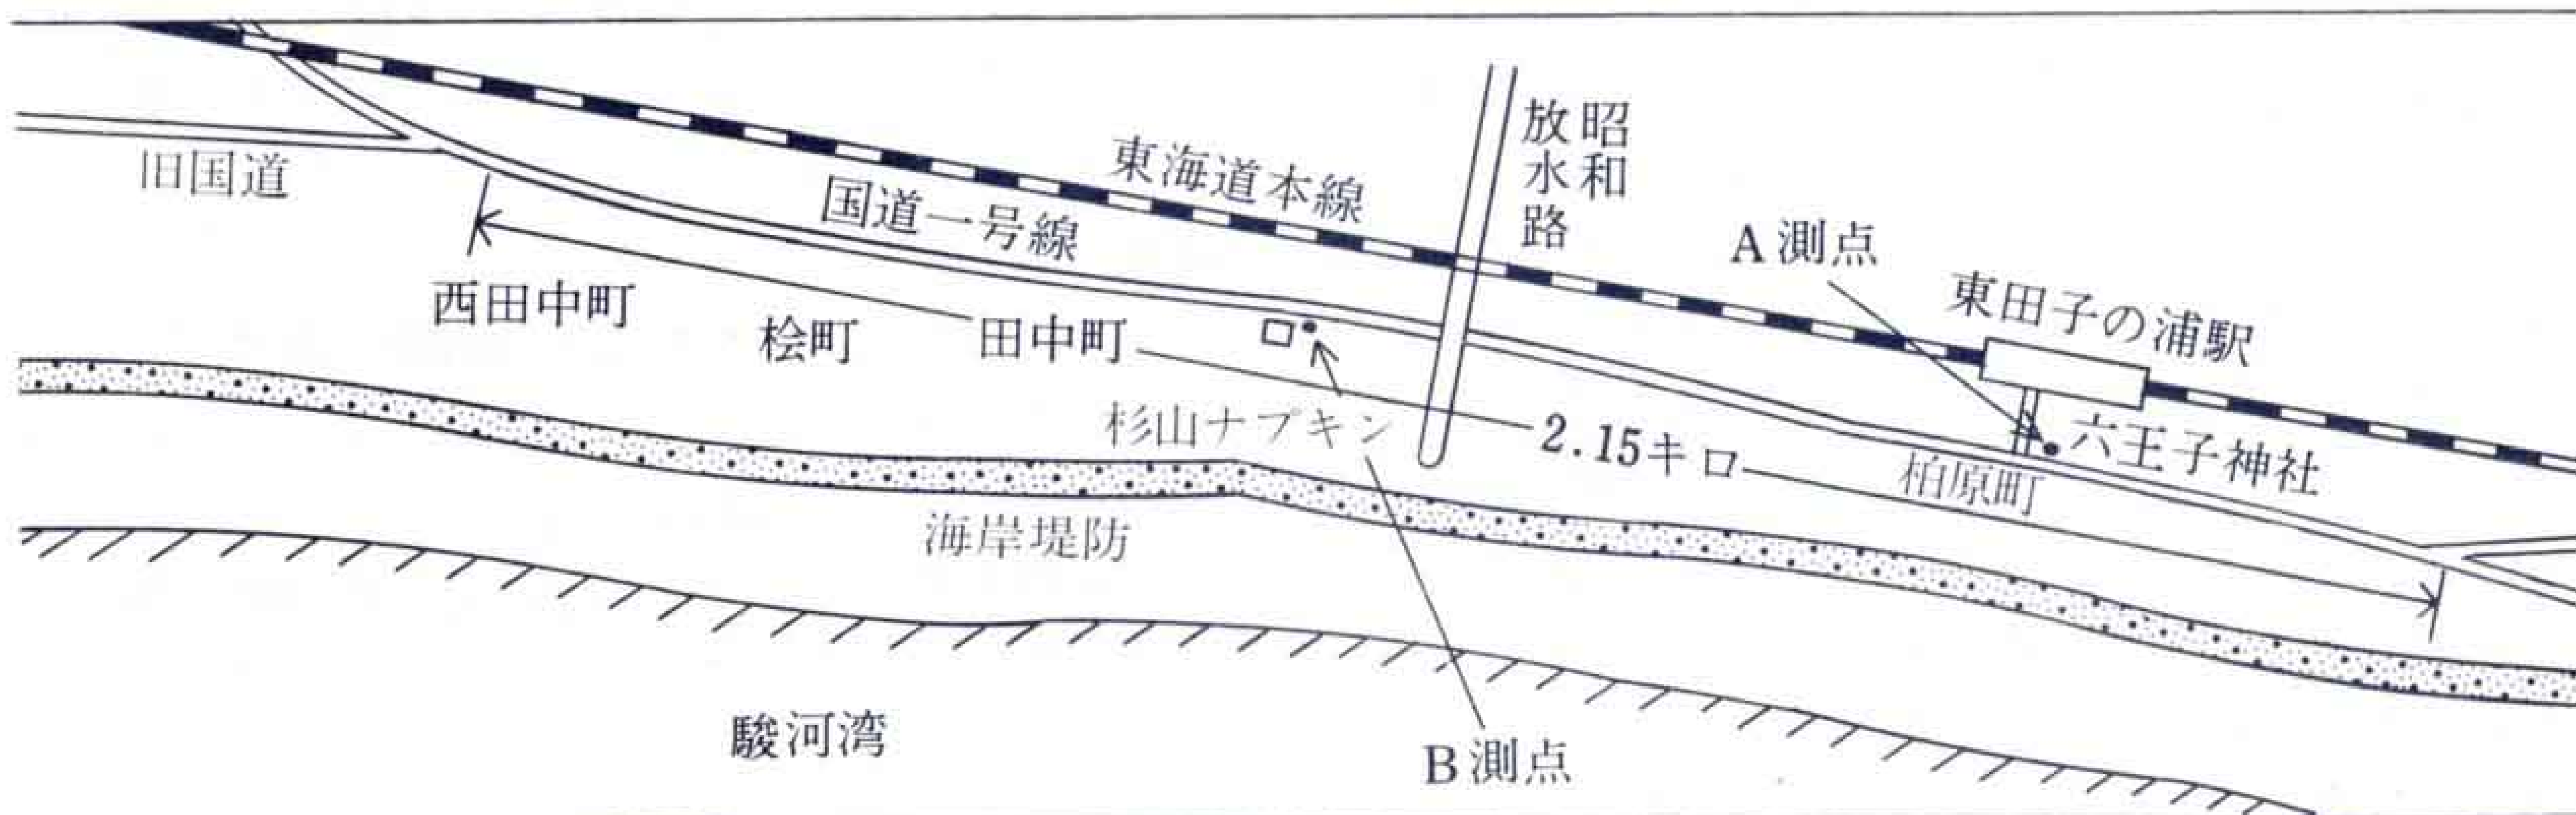 旧国道
東海道本線
国道一号線
昭和
放水路
A測点
東田子の浦駅
西田中町
桧町
田中町
杉山ナプキン
2.15キロ
六王子神社
柏原町
海岸堤防
駿河湾
B測点